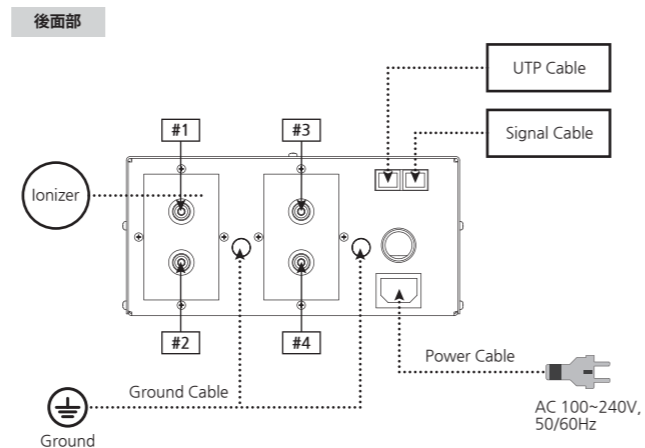 後面部
UTP Cable
Signal Cable
#1
#3
Ionizer
#2
#4
Power Cable
Ground Cable
Ground
AC 100~240V,
50/60Hz